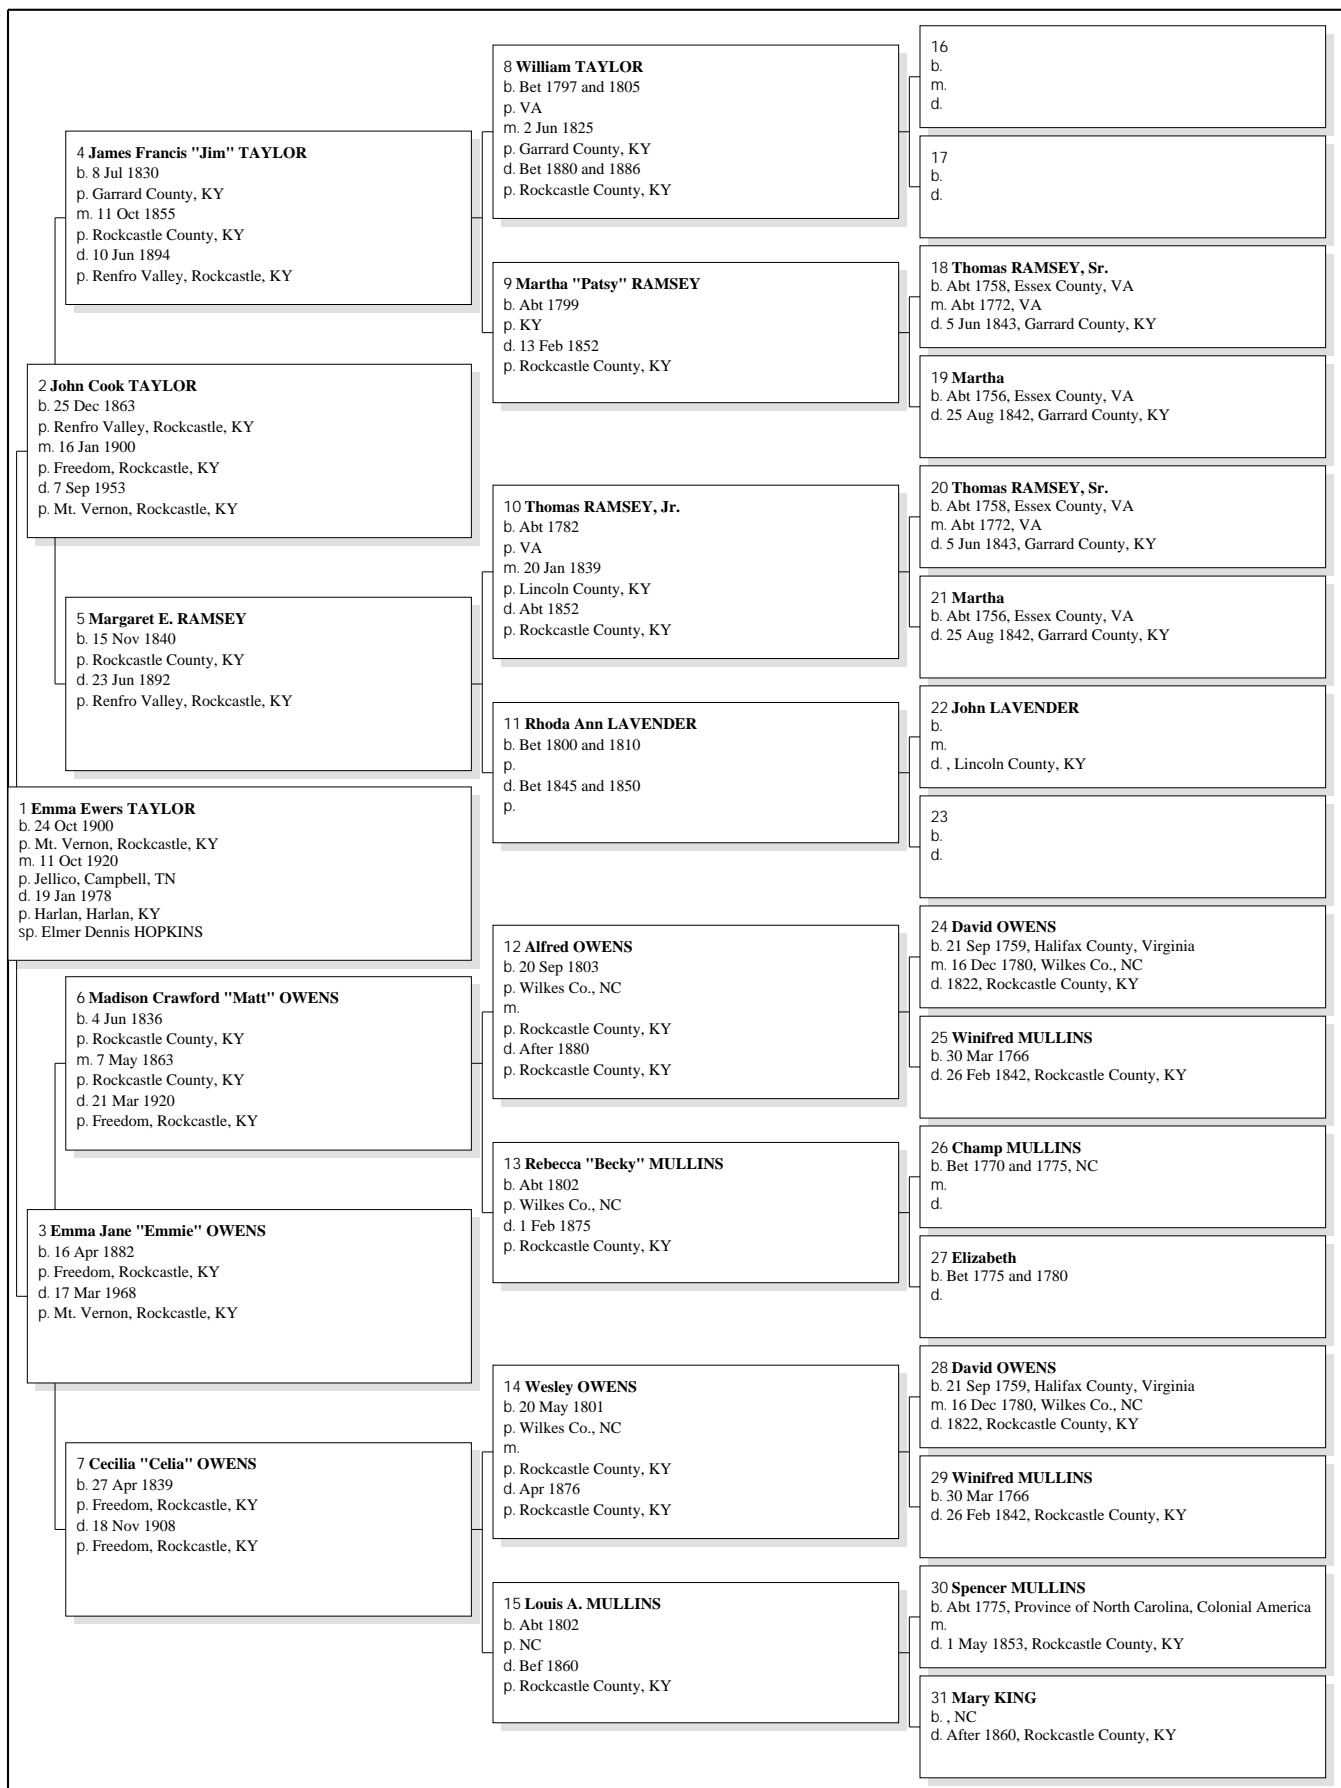 16
b.
m.
d.
17
b.
d.
8 William TAYLOR
b. Bet 1797 and 1805
p. VA
m. 2 Jun 1825
p. Garrard County, KY
d. Bet 1880 and 1886
p. Rockcastle County, KY
4 James Francis "Jim" TAYLOR
b. 8 Jul 1830
p. Garrard County, KY
m. 11 Oct 1855
p. Rockcastle County, KY
d. 10 Jun 1894
p. Renfro Valley, Rockcastle, KY
18 Thomas RAMSEY, Sr.
b. Abt 1758, Essex County, VA
m. Abt 1772, VA
d. 5 Jun 1843, Garrard County, KY
9 Martha "Patsy" RAMSEY
b. Abt 1799
p. KY
d. 13 Feb 1852
p. Rockcastle County, KY
19 Martha
b. Abt 1756, Essex County, VA
d. 25 Aug 1842, Garrard County, KY
2 John Cook TAYLOR
b. 25 Dec 1863
p. Renfro Valley, Rockcastle, KY
m. 16 Jan 1900
p. Freedom, Rockcastle, KY
d. 7 Sep 1953
p. Mt. Vernon, Rockcastle, KY
20 Thomas RAMSEY, Sr.
b. Abt 1758, Essex County, VA
m. Abt 1772, VA
d. 5 Jun 1843, Garrard County, KY
10 Thomas RAMSEY, Jr.
b. Abt 1782
p. VA
m. 20 Jan 1839
p. Lincoln County, KY
d. Abt 1852
p. Rockcastle County, KY
21 Martha
b. Abt 1756, Essex County, VA
d. 25 Aug 1842, Garrard County, KY
5 Margaret E. RAMSEY
b. 15 Nov 1840
p. Rockcastle County, KY
d. 23 Jun 1892
p. Renfro Valley, Rockcastle, KY
22 John LAVENDER
b.
m.
d. , Lincoln County, KY
11 Rhoda Ann LAVENDER
b. Bet 1800 and 1810
p.
d. Bet 1845 and 1850
p.
23
b.
d.
1 Emma Ewers TAYLOR
b. 24 Oct 1900
p. Mt. Vernon, Rockcastle, KY
m. 11 Oct 1920
p. Jellico, Campbell, TN
d. 19 Jan 1978
p. Harlan, Harlan, KY
sp. Elmer Dennis HOPKINS
24 David OWENS
b. 21 Sep 1759, Halifax County, Virginia
m. 16 Dec 1780, Wilkes Co., NC
d. 1822, Rockcastle County, KY
12 Alfred OWENS
b. 20 Sep 1803
p. Wilkes Co., NC
m.
p. Rockcastle County, KY
d. After 1880
p. Rockcastle County, KY
25 Winifred MULLINS
b. 30 Mar 1766
d. 26 Feb 1842, Rockcastle County, KY
6 Madison Crawford "Matt" OWENS
b. 4 Jun 1836
p. Rockcastle County, KY
m. 7 May 1863
p. Rockcastle County, KY
d. 21 Mar 1920
p. Freedom, Rockcastle, KY
26 Champ MULLINS
b. Bet 1770 and 1775, NC
m.
d.
13 Rebecca "Becky" MULLINS
b. Abt 1802
p. Wilkes Co., NC
d. 1 Feb 1875
p. Rockcastle County, KY
27 Elizabeth
b. Bet 1775 and 1780
d.
3 Emma Jane "Emmie" OWENS
b. 16 Apr 1882
p. Freedom, Rockcastle, KY
d. 17 Mar 1968
p. Mt. Vernon, Rockcastle, KY
28 David OWENS
b. 21 Sep 1759, Halifax County, Virginia
m. 16 Dec 1780, Wilkes Co., NC
d. 1822, Rockcastle County, KY
14 Wesley OWENS
b. 20 May 1801
p. Wilkes Co., NC
m.
p. Rockcastle County, KY
d. Apr 1876
p. Rockcastle County, KY
29 Winifred MULLINS
b. 30 Mar 1766
d. 26 Feb 1842, Rockcastle County, KY
7 Cecilia "Celia" OWENS
b. 27 Apr 1839
p. Freedom, Rockcastle, KY
d. 18 Nov 1908
p. Freedom, Rockcastle, KY
30 Spencer MULLINS
b. Abt 1775, Province of North Carolina, Colonial America
m.
d. 1 May 1853, Rockcastle County, KY
15 Louis A. MULLINS
b. Abt 1802
p. NC
d. Bef 1860
p. Rockcastle County, KY
31 Mary KING
b. , NC
d. After 1860, Rockcastle County, KY